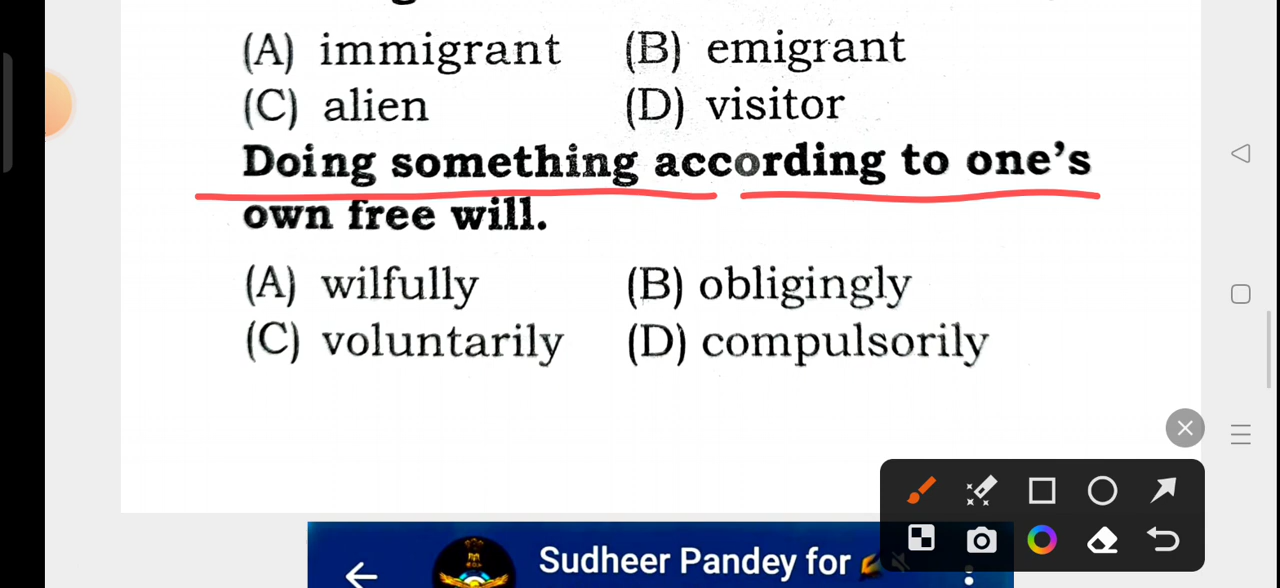 (A) immigrant (B) emigrant
(C) alien (D) visitor
Doing something according to one's
own free will.
(A) wilfully (B) obligingly
(C) voluntarily (D) compulsorily
Sudheer Pandey for